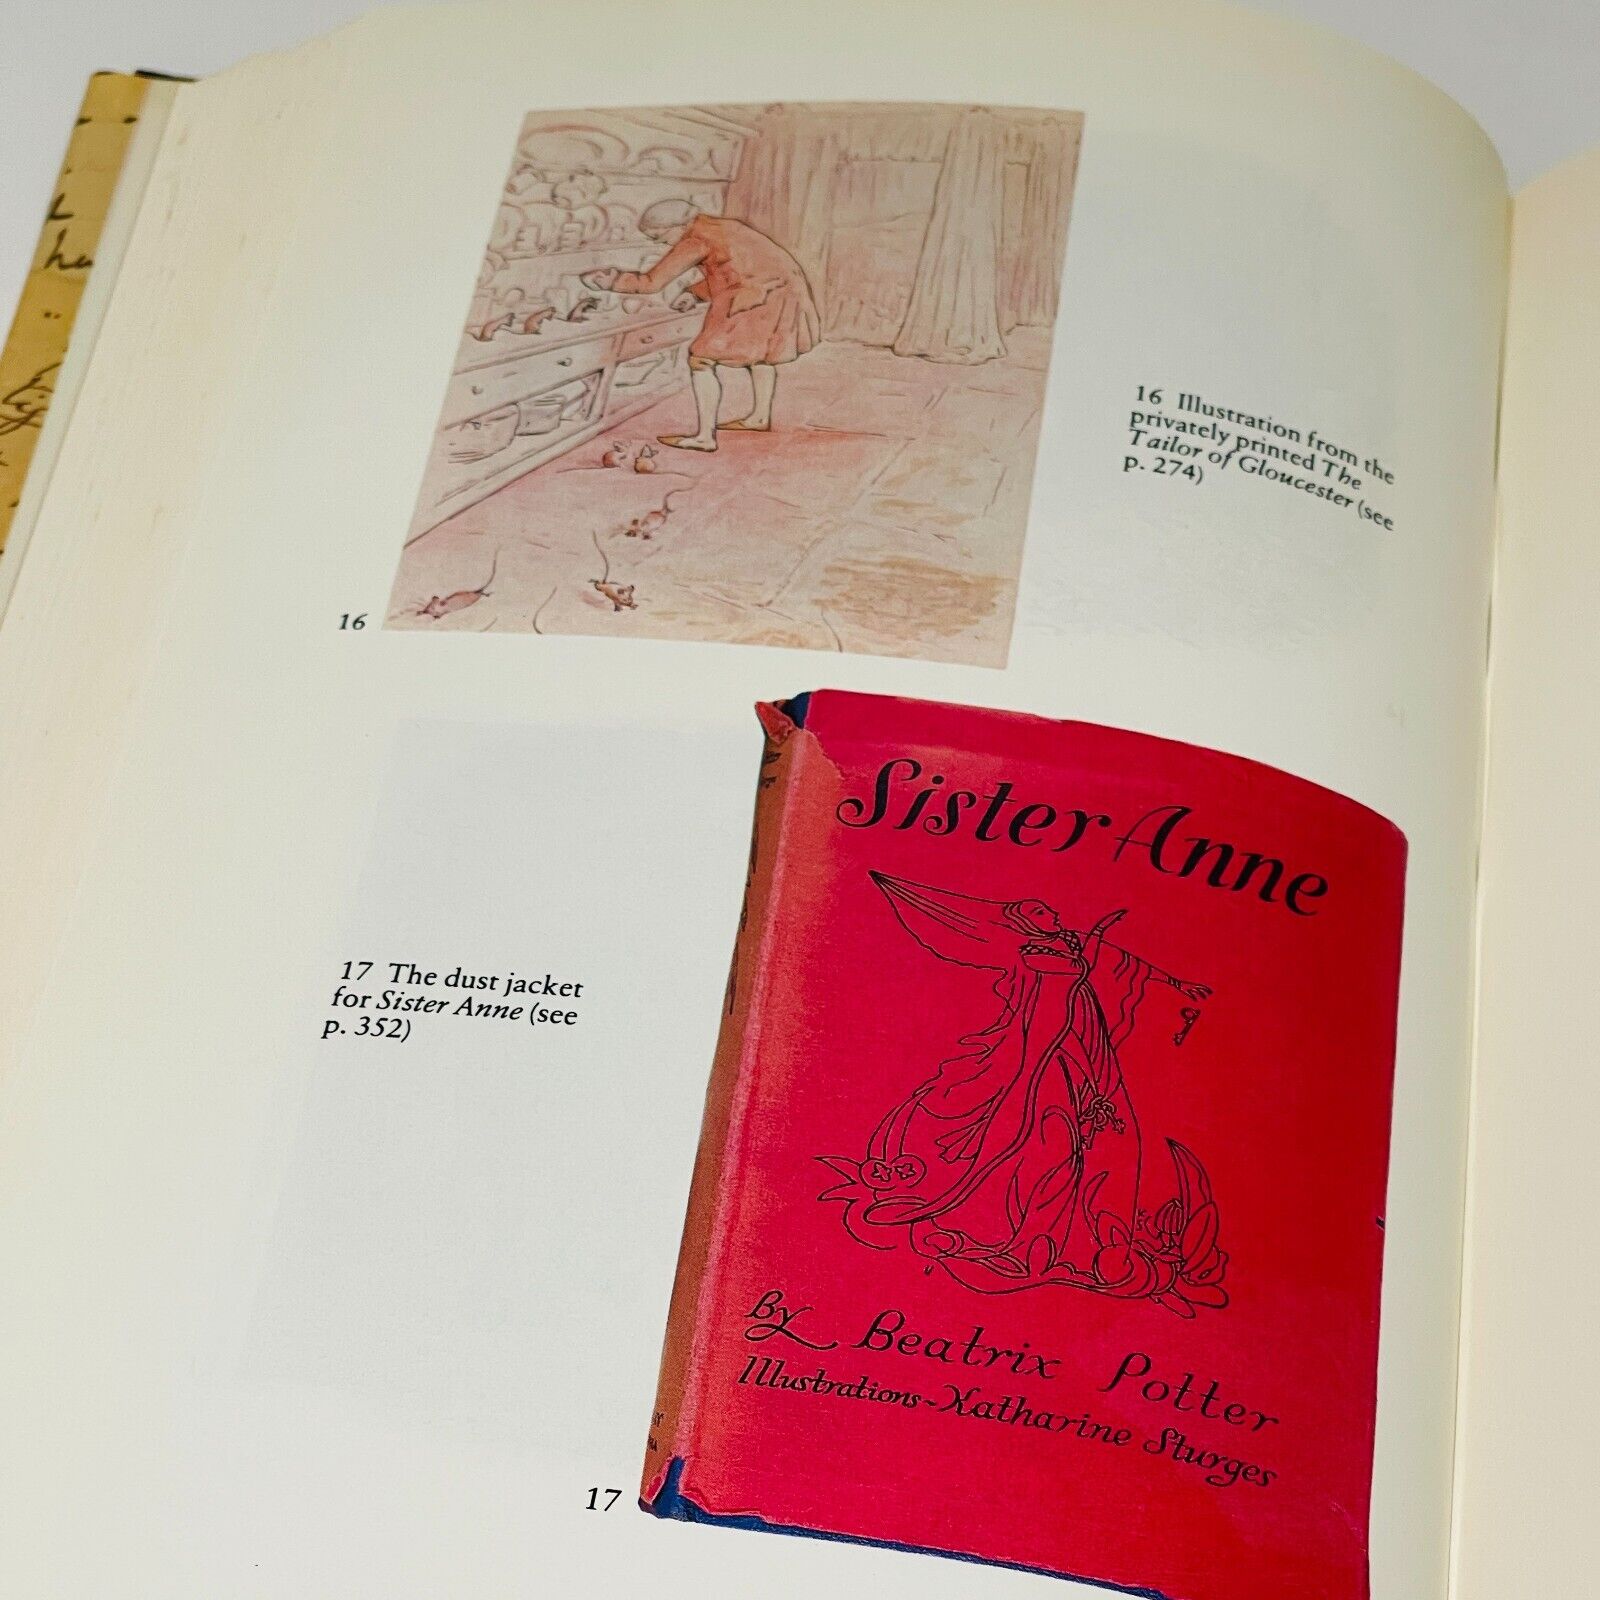 16
16 Illustration from the
privately printed The
Tailor of Gloucester (see
p. 274)
17 The dust jacket
for Sister Anne (see
p. 352)
17
Sister Anne
By Beatrix Potter
Illustrations~Katharine Sturges